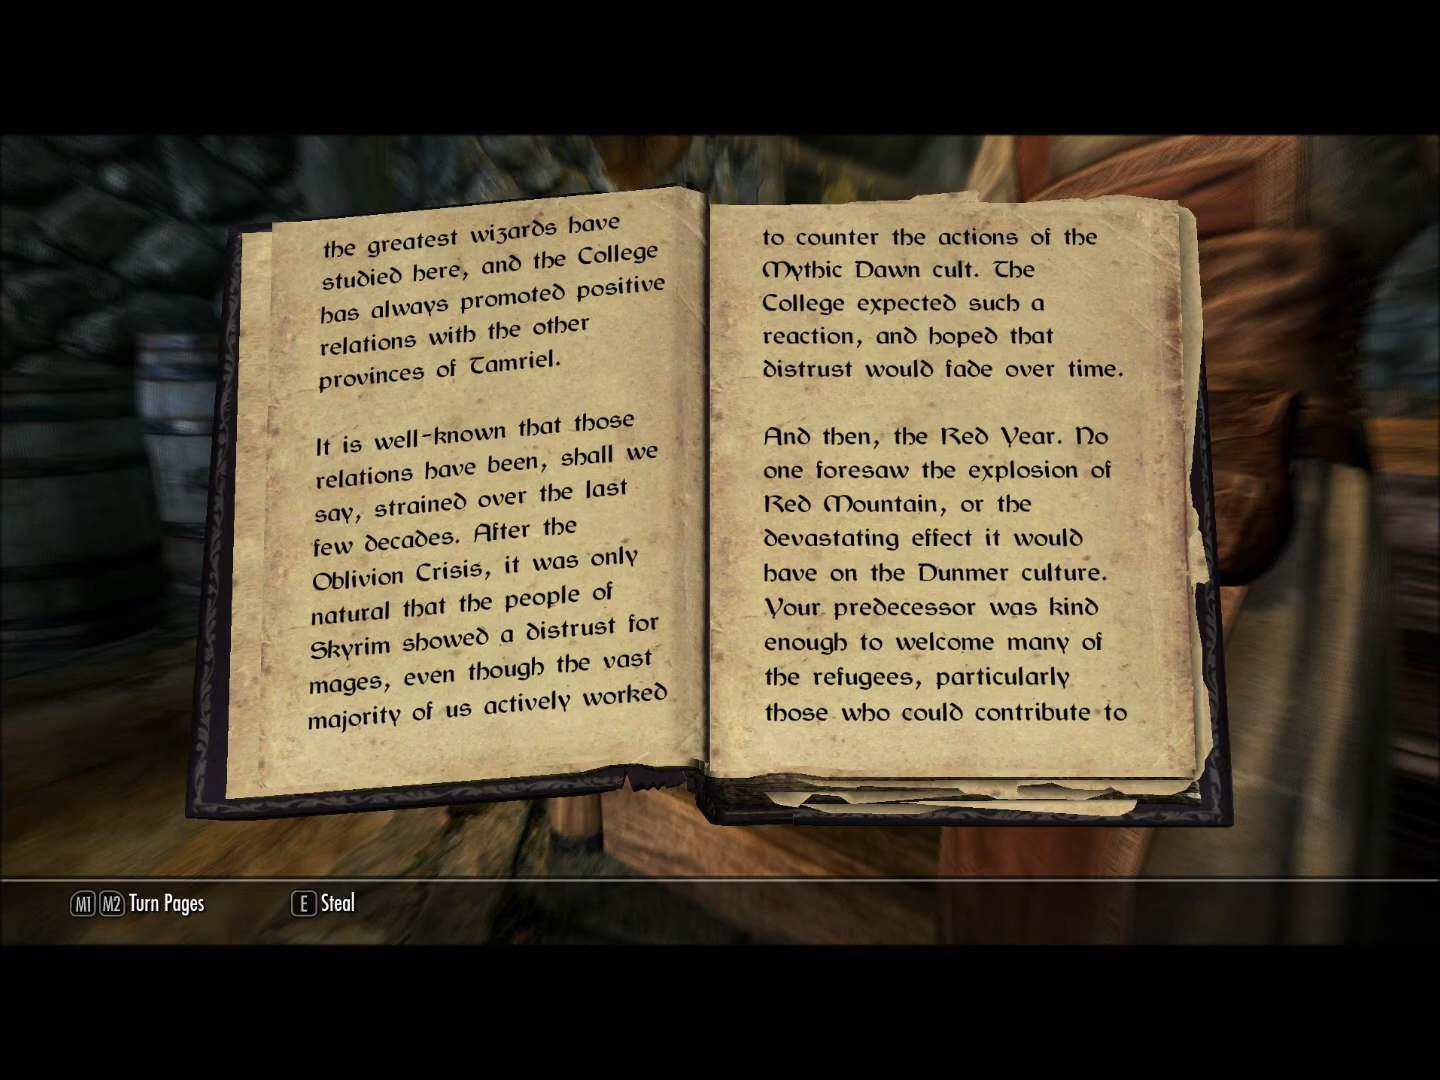 the greatest wizards have
studied here, and the College
has always promoted positive
relations with the other
provinces of Tamriel.
It is well-known that those
relations have been, shall we
say, strained over the last
few decades. After the
Oblivion Crisis, it was only
natural that the people of
Skyrim showed a distrust for
mages, even though the vast
majority of us actively worked
to counter the actions of the
Mythic Dawn cult. The
College expected such a
reaction, and hoped that
distrust would fade over time.
And then, the Red Year. No
one foresaw the explosion of
Red Mountain, or the
devastating effect it would
have on the Dunmer culture.
Your predecessor was kind
enough to welcome many of
the refugees, particularly
those who could contribute to
M1 M2 Turn Pages
E Steal